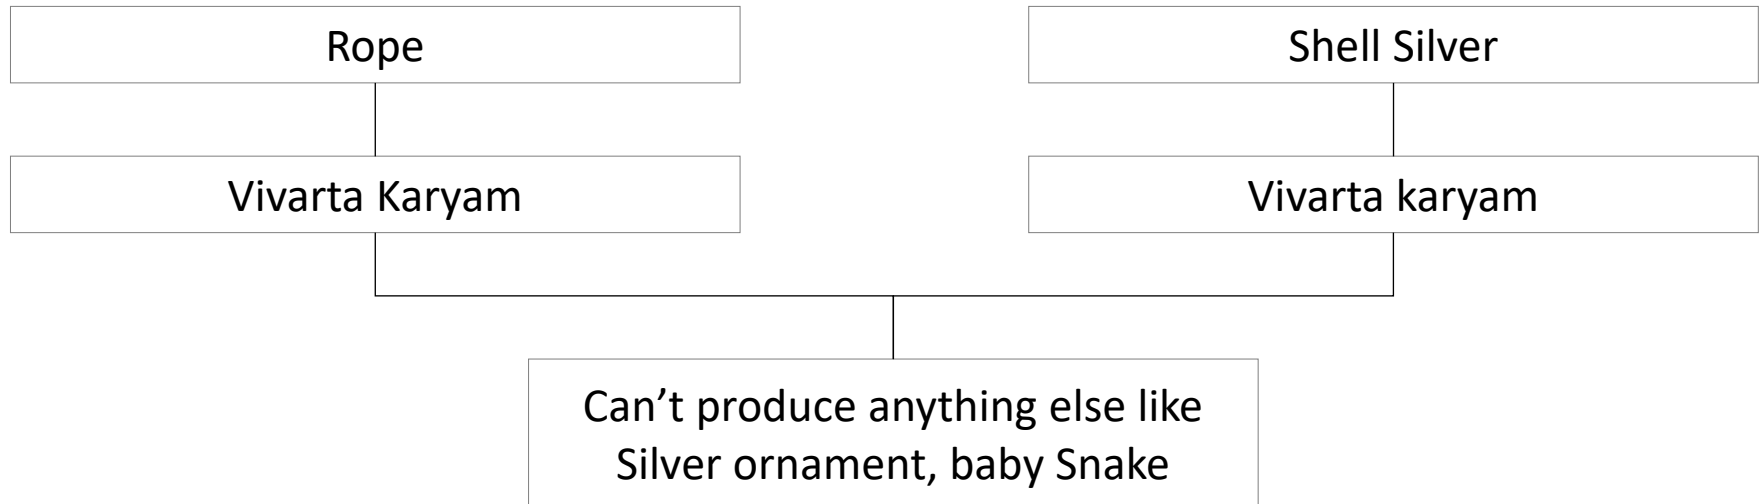 Rope
Shell Silver
Vivarta Karyam
Vivarta karyam
Can’t produce anything else like
Silver ornament, baby Snake